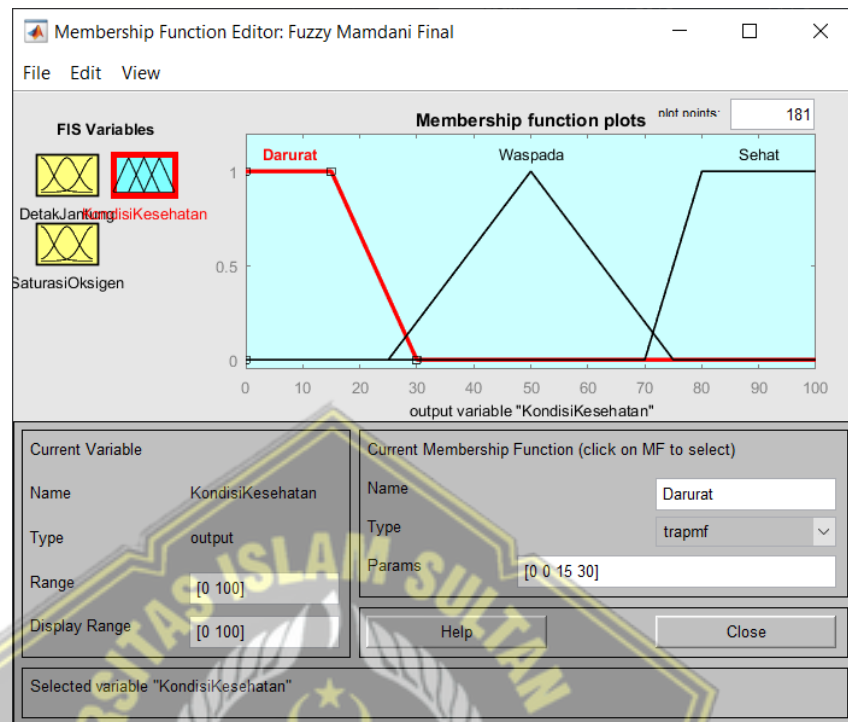 Membership Function Editor: Fuzzy Mamdani Final
File Edit View
FIS Variables
DetakJantung
KondisiKesehatan
SaturasiOksigen
Membership function plots
plot points:
181
Darurat
Waspada
Sehat
1
0.5
0
0 10 20 30 40 50 60 70 80 90 100
output variable "KondisiKesehatan"
Current Variable
Name KondisiKesehatan
Type output
Range [0 100]
Display Range [0 100]
Current Membership Function (click on MF to select)
Name Darurat
Type trapmf
Params [0 0 15 30]
Help
Close
Selected variable "KondisiKesehatan"
SITAS ISLAM SULTAN